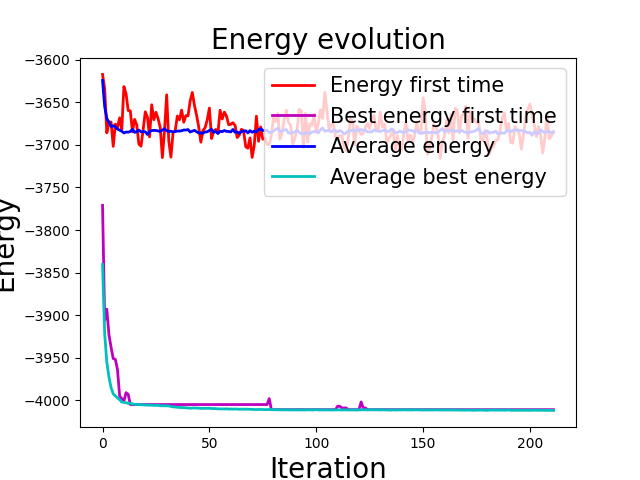 Energy evolution
−3600
−3650
−3700
−3750
−3800
−3850
−3900
−3950
−4000
Energy
Energy first time
Best energy first time
Average energy
Average best energy
0
50
100
150
200
Iteration